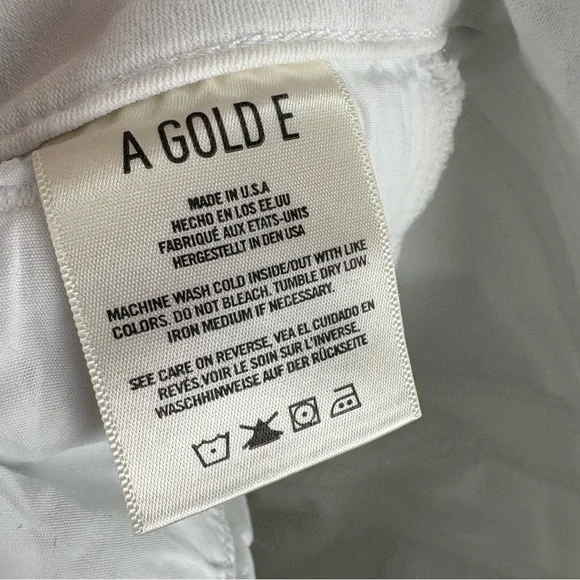 A GOLD E
MADE IN U.S.A
HECHO EN LOS EE.UU
FABRIQUÉ AUX ETATS-UNIS
HERGESTELLT IN DEN USA
MACHINE WASH COLD INSIDE/OUT WITH LIKE
COLORS. DO NOT BLEACH. TUMBLE DRY LOW
IRON MEDIUM IF NECESSARY.
SEE CARE ON REVERSE, VEA EL CUIDADO EN
REVÉS, VOIR LE SOIN SUR L'INVERSE,
WASCHHINWEISE AUF DER RÜCKSEITE